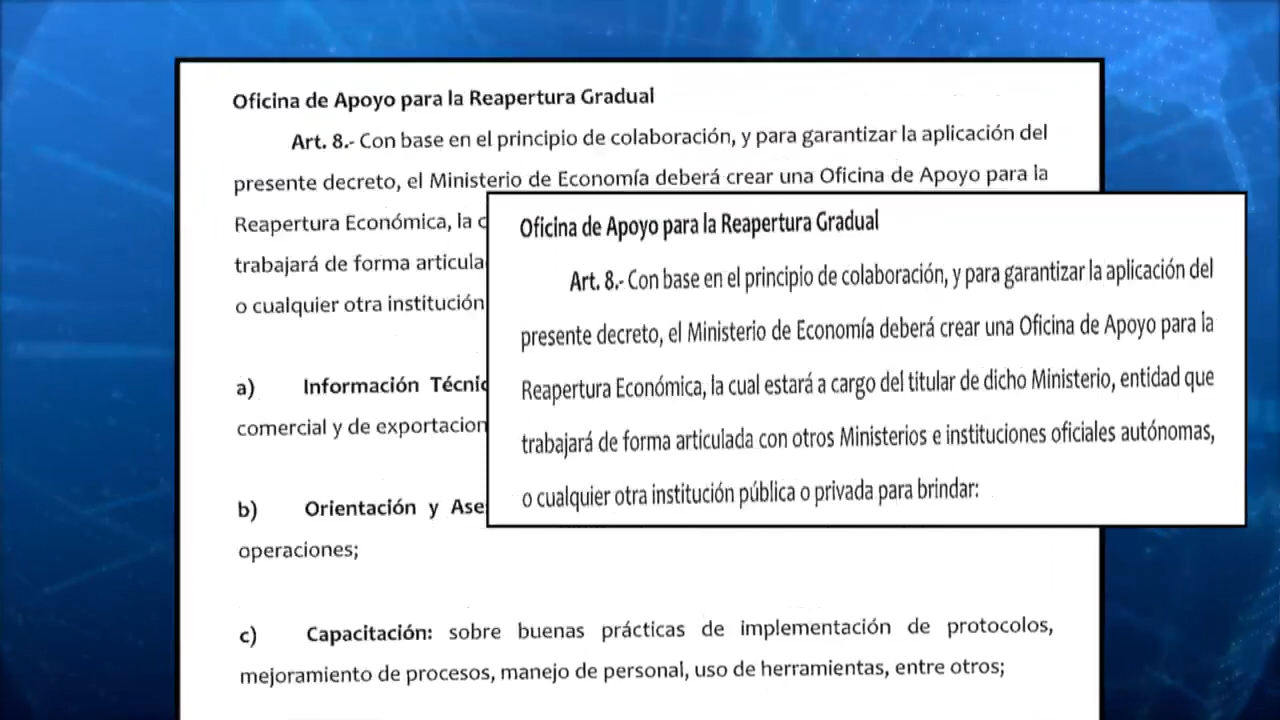 Oficina de Apoyo para la Reapertura Gradual
Art. 8.- Con base en el principio de colaboración, y para garantizar la aplicación del
presente decreto, el Ministerio de Economía deberá crear una Oficina de Apoyo para la
Reapertura Económica, la
trabajará de forma
o cualquier otra institución
a) Información
comercial y de
b) Orientación y
operaciones;
c) Capacitación: sobre buenas prácticas de implementación de protocolos,
mejoramiento de procesos, manejo de personal, uso de herramientas, entre otros;
Oficina de Apoyo para la Reapertura Gradual
Art. 8.- Con base en el principio de colaboración, y para garantizar la aplicación del
presente decreto, el Ministerio de Economía deberá crear una Oficina de Apoyo para la
Reapertura Económica, la cual estará a cargo del titular de dicho Ministerio, entidad que
trabajará de forma articulada con otros Ministerios e instituciones oficiales autónomas,
o cualquier otra institución pública o privada para brindar: